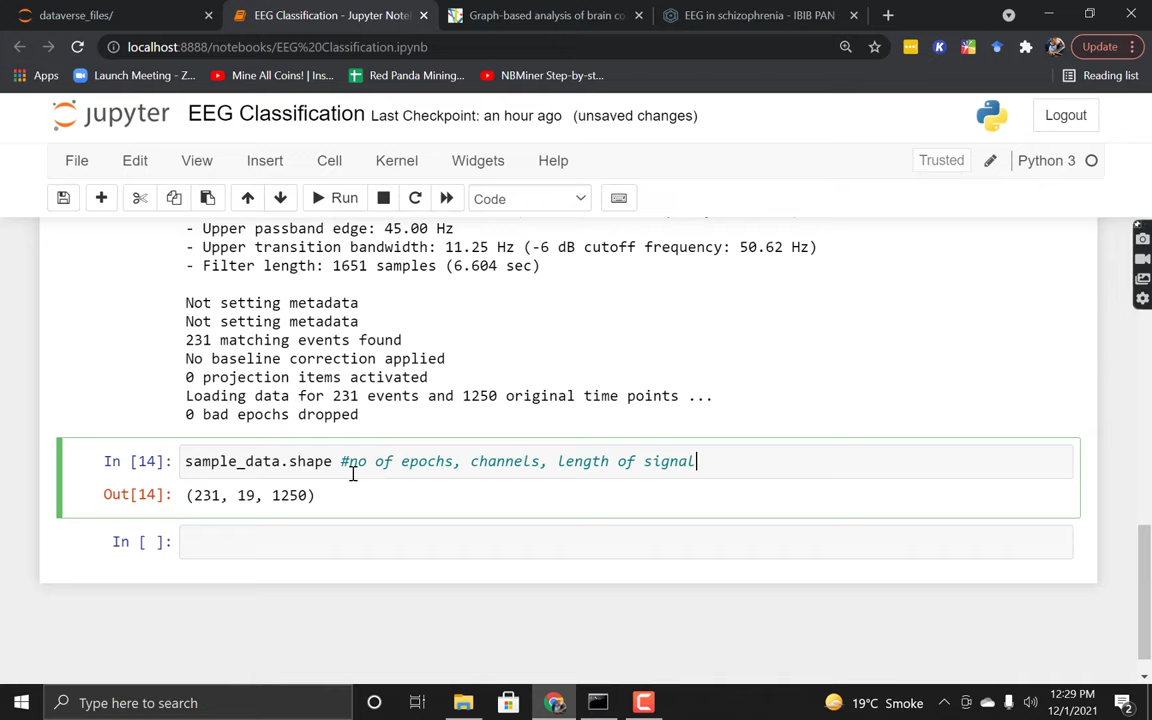 dataverse_files/
EEG Classification - Jupyter Note
Graph-based analysis of brain co
EEG in schizophrenia - IBIB PAN
localhost:8888/notebooks/EEG%20Classification.ipynb
Update
Apps
Launch Meeting - Z...
Mine All Coins! | Ins...
Red Panda Mining...
NBMiner Step-by-st...
Reading list
jupyter
EEG Classification
Last Checkpoint: an hour ago
(unsaved changes)
Logout
File
Edit
View
Insert
Cell
Kernel
Widgets
Help
Trusted
Python 3
Run
Code
- Upper passband edge: 45.00 Hz
- Upper transition bandwidth: 11.25 Hz (-6 dB cutoff frequency: 50.62 Hz)
- Filter length: 1651 samples (6.604 sec)
Not setting metadata
Not setting metadata
231 matching events found
No baseline correction applied
0 projection items activated
Loading data for 231 events and 1250 original time points ...
0 bad epochs dropped
In [14]: sample_data.shape #no of epochs, channels, length of signal
Out[14]: (231, 19, 1250)
In [ ]:
Type here to search
19°C Smoke
12:29 PM
12/1/2021
2